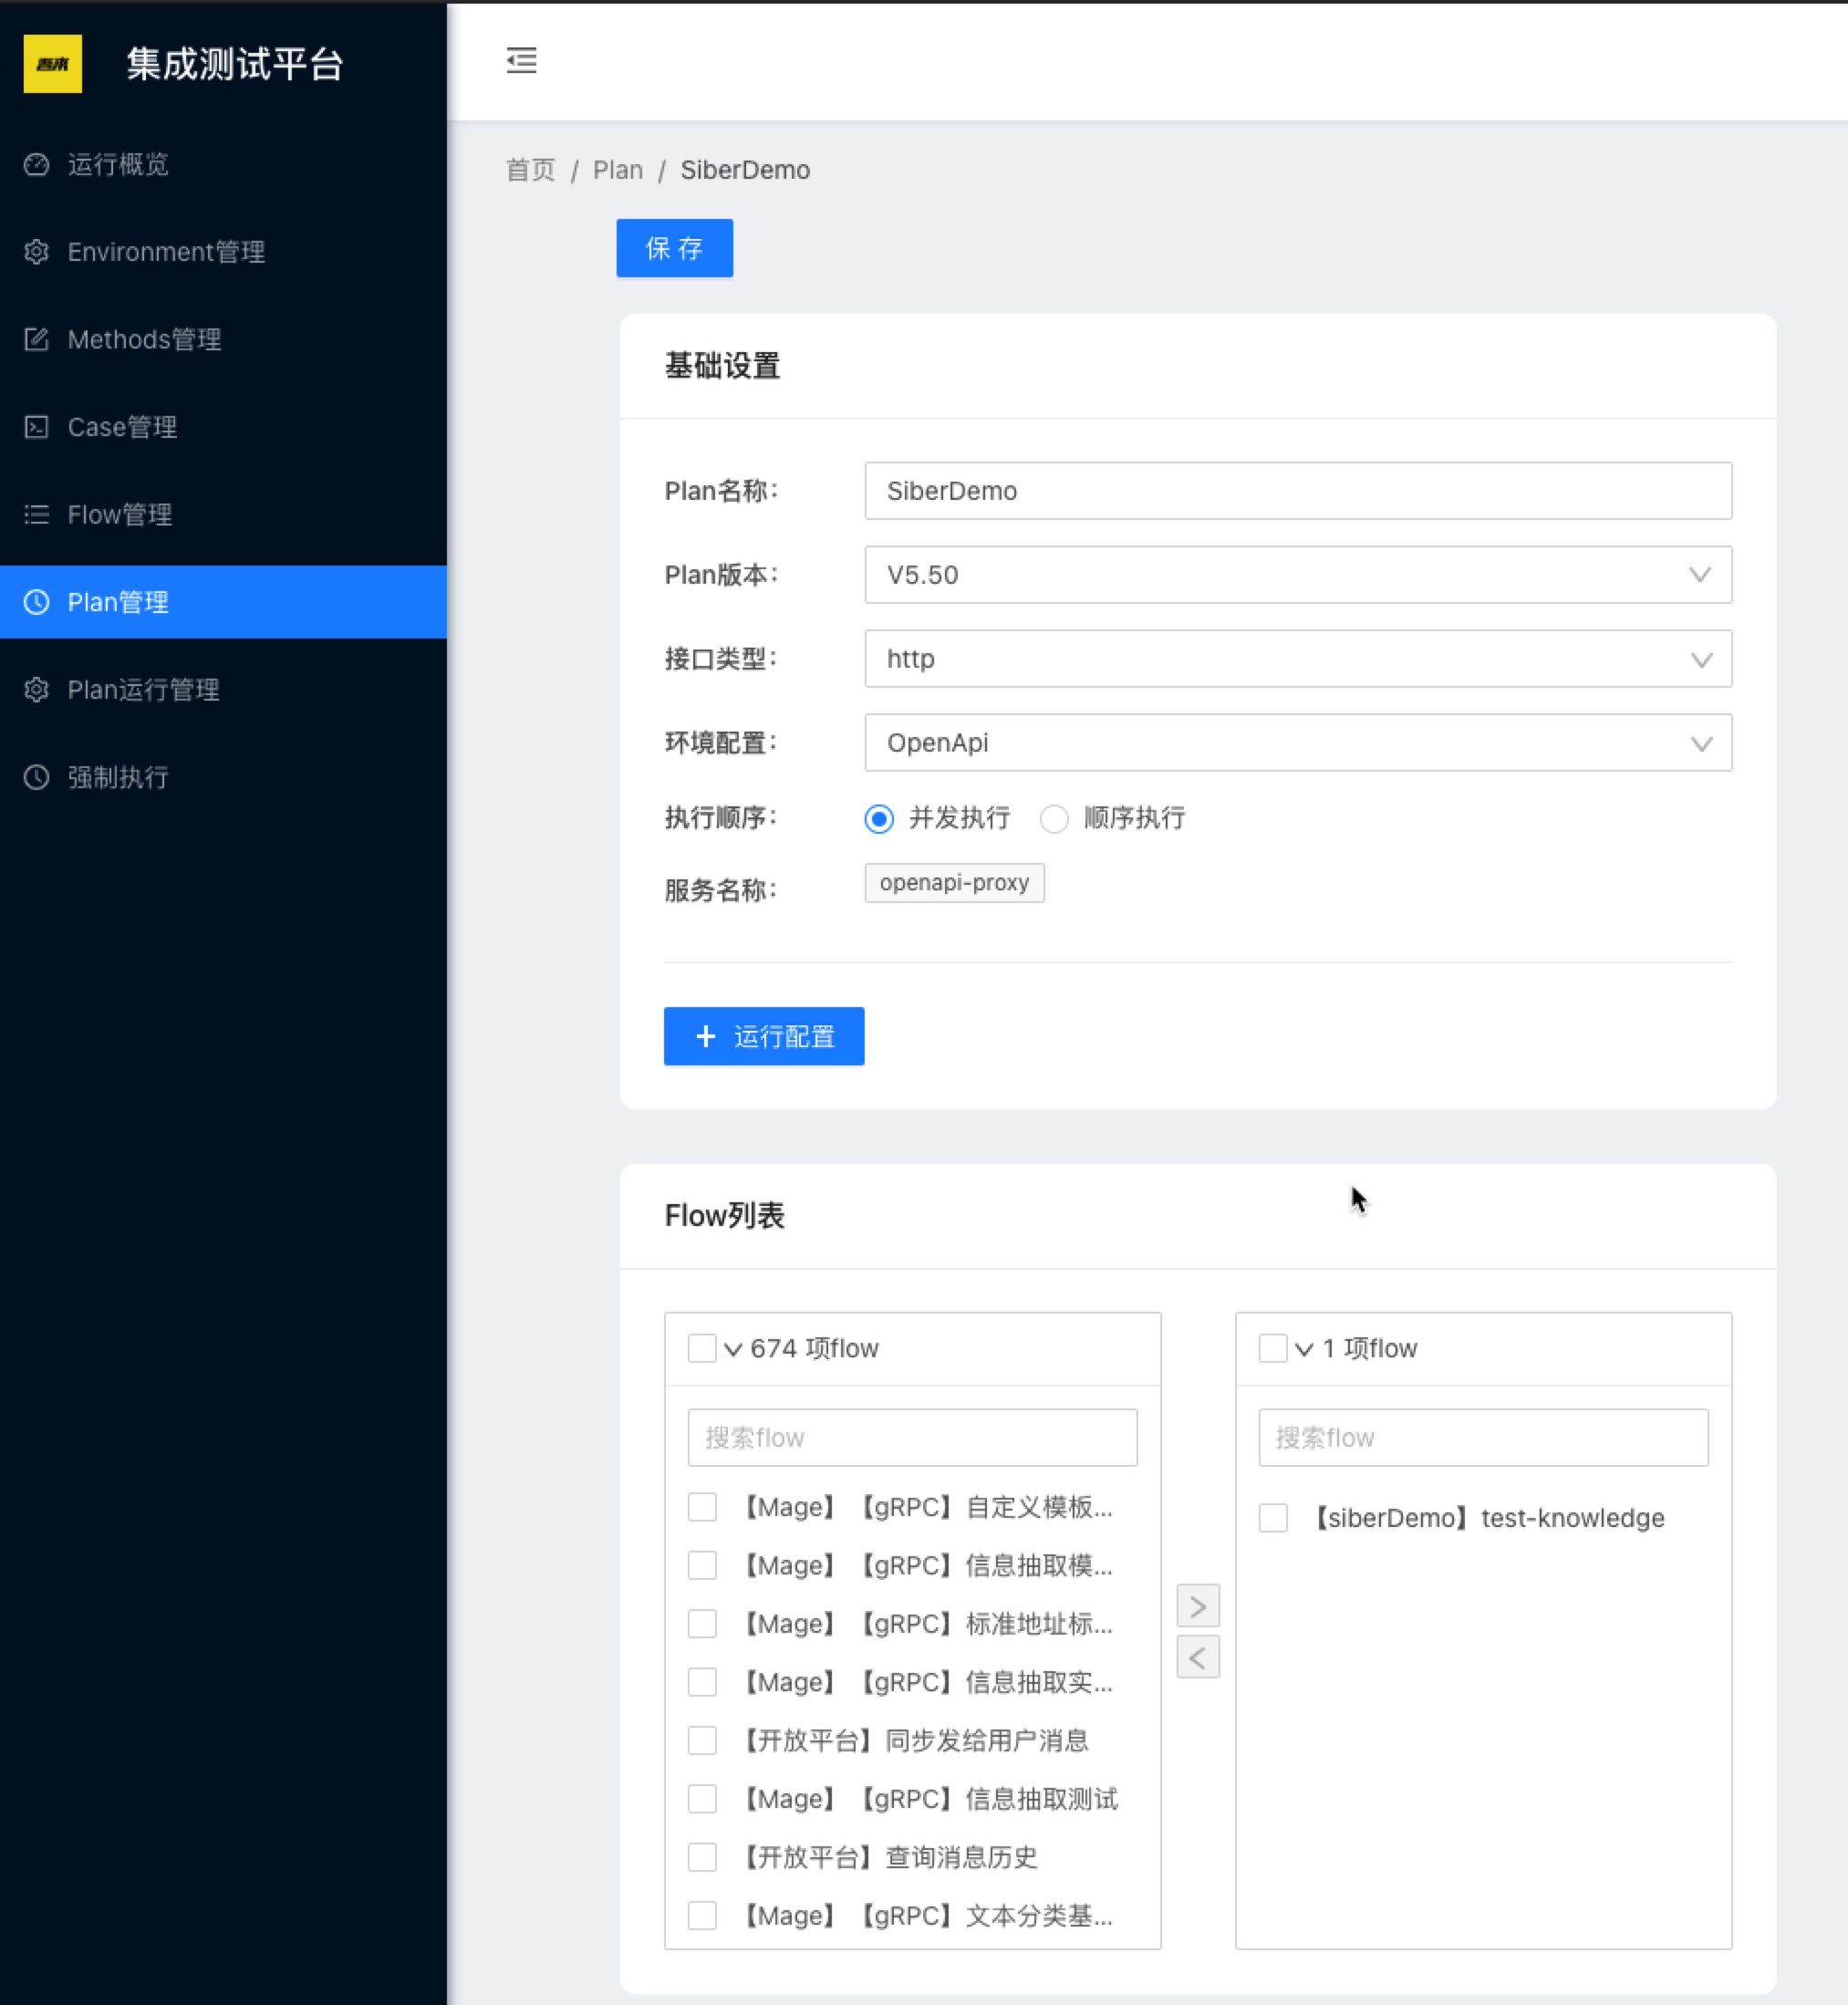 吾来
集成测试平台
运行概览
Environment管理
Methods管理
Case管理
Flow管理
Plan管理
Plan运行管理
强制执行
首页 / Plan / SiberDemo
保 存
基础设置
Plan名称: SiberDemo
Plan版本: V5.50
接口类型: http
环境配置: OpenApi
执行顺序: 并发执行 顺序执行
服务名称: openapi-proxy
+ 运行配置
Flow列表
674 项flow
搜索flow
【Mage】【gRPC】自定义模板...
【Mage】【gRPC】信息抽取模...
【Mage】【gRPC】标准地址标...
【Mage】【gRPC】信息抽取实...
【开放平台】同步发给用户消息
【Mage】【gRPC】信息抽取测试
【开放平台】查询消息历史
【Mage】【gRPC】文本分类基...
1 项flow
搜索flow
【siberDemo】test-knowledge